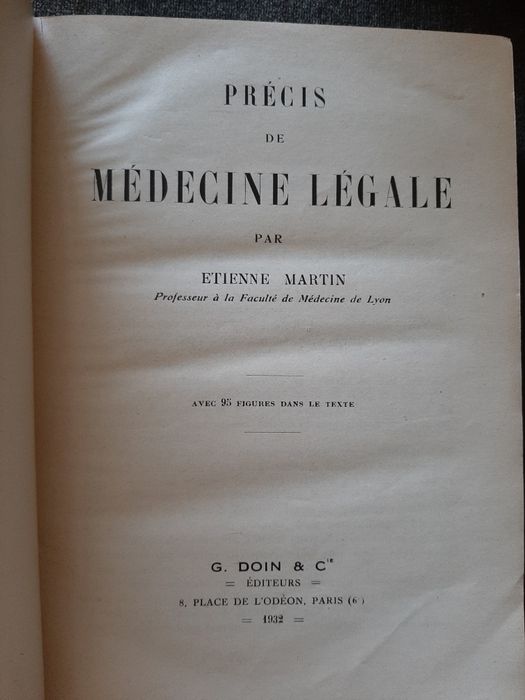 PRÉCIS
DE
MÉDECINE LÉGALE
PAR
ETIENNE MARTIN
Professeur à la Faculté de Médecine de Lyon
AVEC 95 FIGURES DANS LE TEXTE
G. DOIN & Cie
= ÉDITEURS =
8, PLACE DE L'ODÉON, PARIS (6e)
= 1932 =